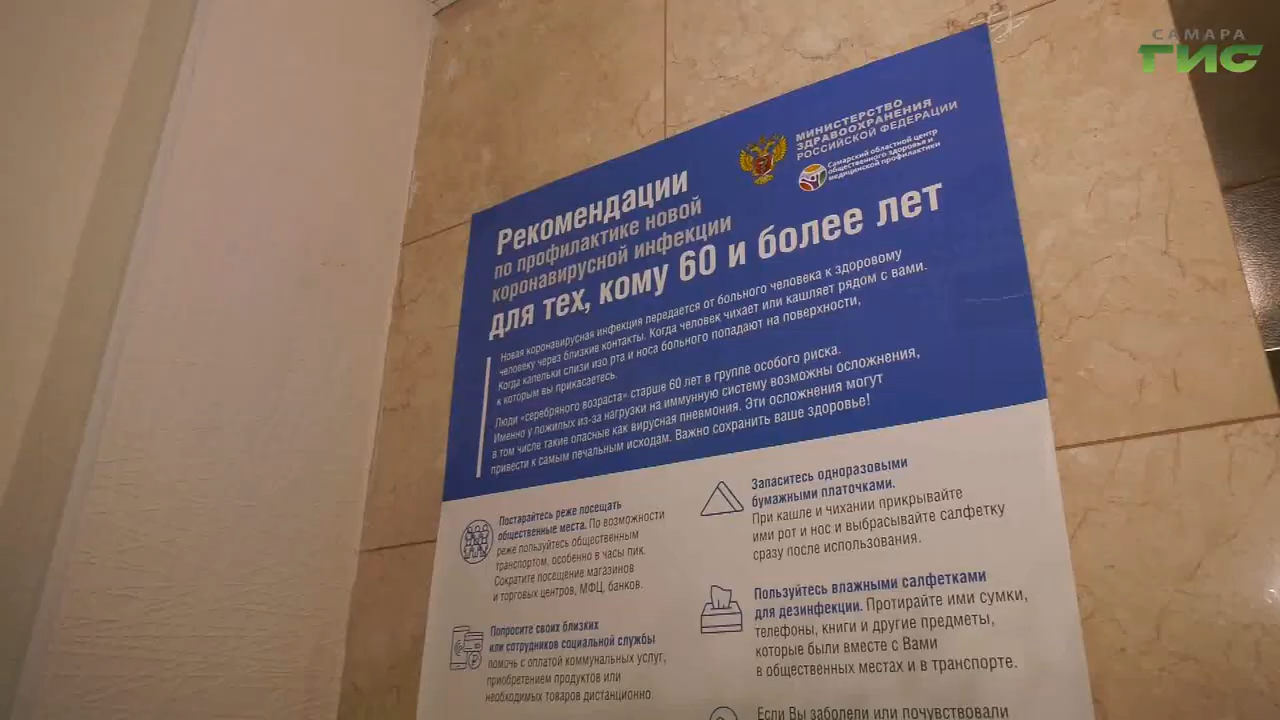 САМАРА
ГИС
МИНИСТЕРСТВО
ЗДРАВООХРАНЕНИЯ
РОССИЙСКОЙ ФЕДЕРАЦИИ
Самарский областной центр
общественного здоровья и
медицинской профилактики
Рекомендации
по профилактике новой
коронавирусной инфекции
для тех, кому 60 и более лет
Новая коронавирусная инфекция передается от больного человека к здоровому
человеку через близкие контакты. Когда человек чихает или кашляет рядом с вами.
Когда капельки слизи изо рта и носа больного попадают на поверхности,
к которым вы прикасаетесь.
Люди «серебряного возраста» старше 60 лет в группе особого риска.
Именно у пожилых из-за нагрузки на иммунную систему возможны осложнения,
в том числе такие опасные как вирусная пневмония. Эти осложнения могут
привести к самым печальным исходам. Важно сохранить ваше здоровье!
Постарайтесь реже посещать
общественные места. По возможности
реже пользуйтесь общественным
транспортом, особенно в часы пик.
Сократите посещение магазинов
и торговых центров, МФЦ, банков.
Попросите своих близких
или сотрудников социальной службы
помочь с оплатой коммунальных услуг,
приобретением продуктов или
необходимых товаров дистанционно.
Запаситесь одноразовыми
бумажными платочками.
При кашле и чихании прикрывайте
ими рот и нос и выбрасывайте салфетку
сразу после использования.
Пользуйтесь влажными салфетками
для дезинфекции. Протирайте ими сумки,
телефоны, книги и другие предметы,
которые были вместе с Вами
в общественных местах и в транспорте.
Если Вы заболели или почувствовали